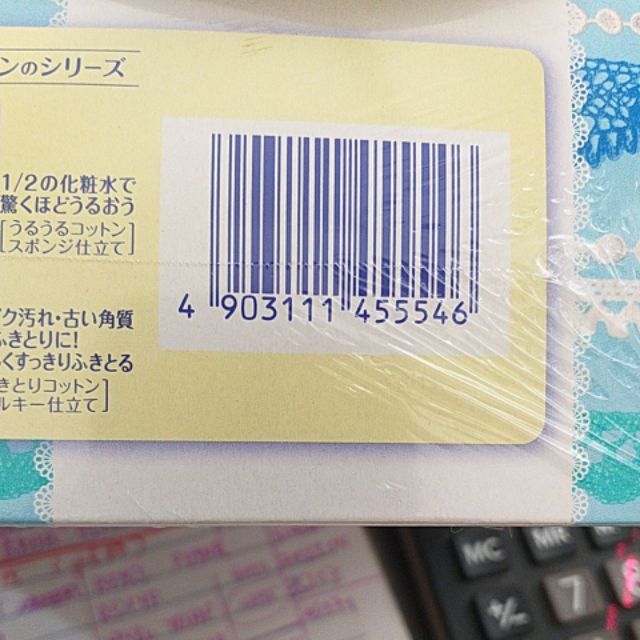 ンのシリーズ
1/2の化粧水で
驚くほどうるおう
[うるうるコットン
スポンジ仕立て]
ク汚れ・古い角質
ふきとりに!
くすっきりふきとる
きとりコットン
ルキー仕立て]
4 903111 455546
MC
MR
7
8
+/-